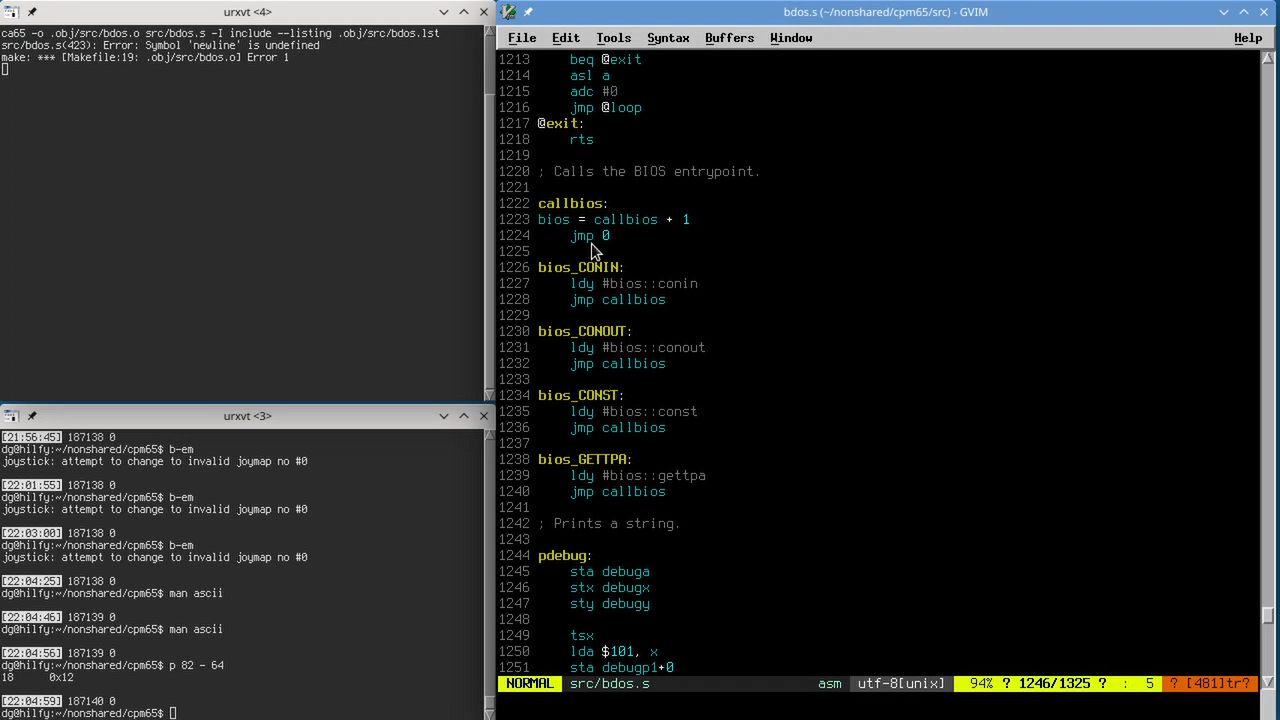 urxvt <4>
ca65 -o .obj/src/bdos.o src/bdos.s -I include --listing .obj/src/bdos.lst
src/bdos.s(423): Error: Symbol 'newline' is undefined
make: *** [Makefile:19: .obj/src/bdos.o] Error 1
urxvt <3>
[21:56:45] 187138 0
dg@hilfy:~/nonshared/cpm65$ b-em
joystick: attempt to change to invalid joymap no #0
[22:01:55] 187138 0
dg@hilfy:~/nonshared/cpm65$ b-em
joystick: attempt to change to invalid joymap no #0
[22:03:00] 187138 0
dg@hilfy:~/nonshared/cpm65$ b-em
joystick: attempt to change to invalid joymap no #0
[22:04:25] 187138 0
dg@hilfy:~/nonshared/cpm65$ man ascii
[22:04:46] 187139 0
dg@hilfy:~/nonshared/cpm65$ man ascii
[22:04:56] 187139 0
dg@hilfy:~/nonshared/cpm65$ p 82 - 64
18 0x12
[22:04:59] 187140 0
dg@hilfy:~/nonshared/cpm65$
bdos.s (~/nonshared/cpm65/src) - GVIM
File Edit Tools Syntax Buffers Window Help
1213 beq @exit
1214 asl a
1215 adc #0
1216 jmp @loop
1217 @exit:
1218 rts
1219
1220 ; Calls the BIOS entrypoint.
1221
1222 callbios:
1223 bios = callbios + 1
1224 jmp 0
1225
1226 bios_CONIN:
1227 ldy #bios::conin
1228 jmp callbios
1229
1230 bios_CONOUT:
1231 ldy #bios::conout
1232 jmp callbios
1233
1234 bios_CONST:
1235 ldy #bios::const
1236 jmp callbios
1237
1238 bios_GETTPA:
1239 ldy #bios::gettpa
1240 jmp callbios
1241
1242 ; Prints a string.
1243
1244 pdebug:
1245 sta debuga
1246 stx debugx
1247 sty debugy
1248
1249 tsx
1250 lda $101, x
1251 sta debugp1+0
NORMAL src/bdos.s asm utf-8[unix] 94% ? 1246/1325 ? : 5 ? [481]tr?